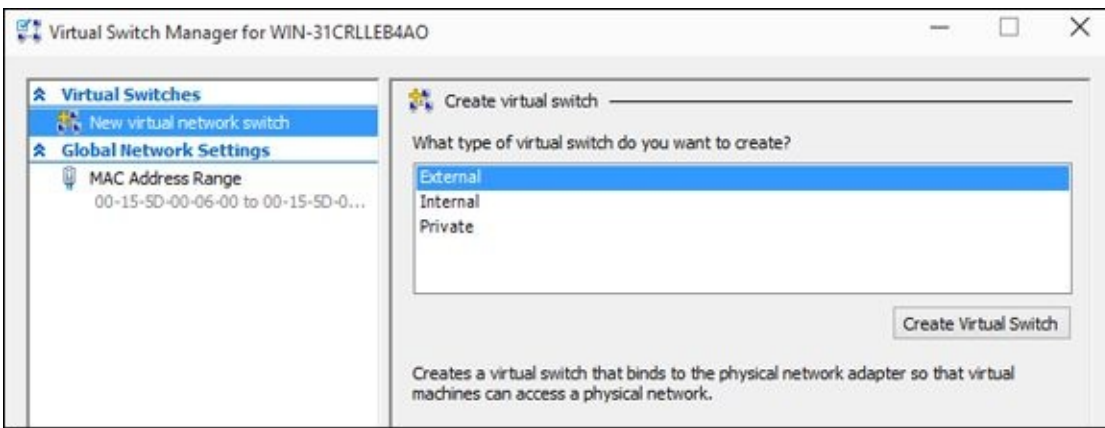 Virtual Switch Manager for WIN-31CRLLEB4AO
Virtual Switches
New virtual network switch
Global Network Settings
MAC Address Range
00-15-5D-00-06-00 to 00-15-5D-0...
Create virtual switch
What type of virtual switch do you want to create?
External
Internal
Private
Create Virtual Switch
Creates a virtual switch that binds to the physical network adapter so that virtual
machines can access a physical network.